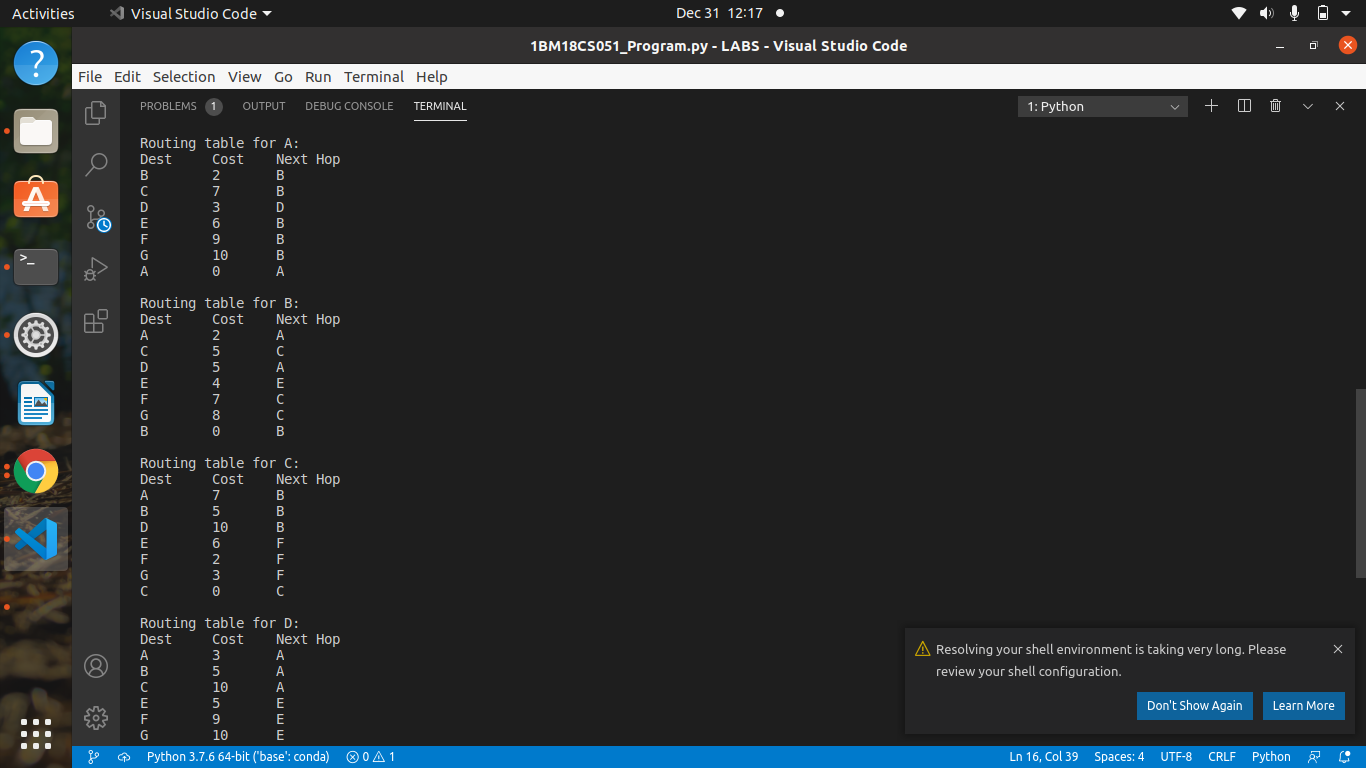 Activities Visual Studio Code Dec 31 12:17
1BM18CS051_Program.py - LABS - Visual Studio Code
File Edit Selection View Go Run Terminal Help
PROBLEMS 1 OUTPUT DEBUG CONSOLE TERMINAL 1: Python
Routing table for A:
Dest Cost Next Hop
B 2 B
C 7 B
D 3 D
E 6 B
F 9 B
G 10 B
A 0 A
Routing table for B:
Dest Cost Next Hop
A 2 A
C 5 C
D 5 A
E 4 E
F 7 C
G 8 C
B 0 B
Routing table for C:
Dest Cost Next Hop
A 7 B
B 5 B
D 10 B
E 6 F
F 2 F
G 3 F
C 0 C
Routing table for D:
Dest Cost Next Hop
A 3 A
B 5 A
C 10 A
E 5 E
F 9 E
G 10 E
Resolving your shell environment is taking very long. Please
review your shell configuration.
Don't Show Again Learn More
Python 3.7.6 64-bit ('base': conda) 0 1 Ln 16, Col 39 Spaces: 4 UTF-8 CRLF Python